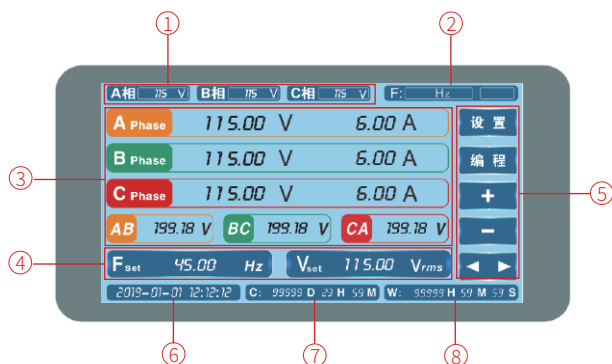 ① ②
A相 115 V B相 115 V C相 115 V F: Hz
A Phase 115.00 V 6.00 A 设 置
B Phase 115.00 V 6.00 A 编 程
C Phase 115.00 V 6.00 A +
AB 199.18 V BC 199.18 V CA 199.18 V −
Fset 45.00 Hz Vset 115.00 Vrms ◀ ▶
2019-01-01 12:12:12 C: 99999 D 23 H 59 M W: 99999 H 59 M 59 S
③ ④ ⑤
⑥ ⑦ ⑧